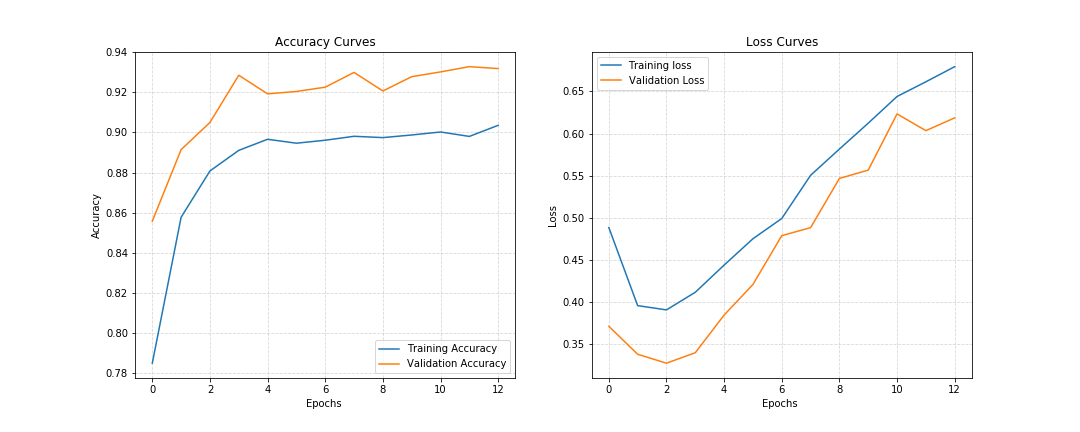 Accuracy Curves
0.94
0.92
0.90
0.88
0.86
0.84
0.82
0.80
0.78
Accuracy
0 2 4 6 8 10 12
Epochs
Training Accuracy
Validation Accuracy
Loss Curves
Training loss
Validation Loss
0.65
0.60
0.55
0.50
0.45
0.40
0.35
Loss
0 2 4 6 8 10 12
Epochs